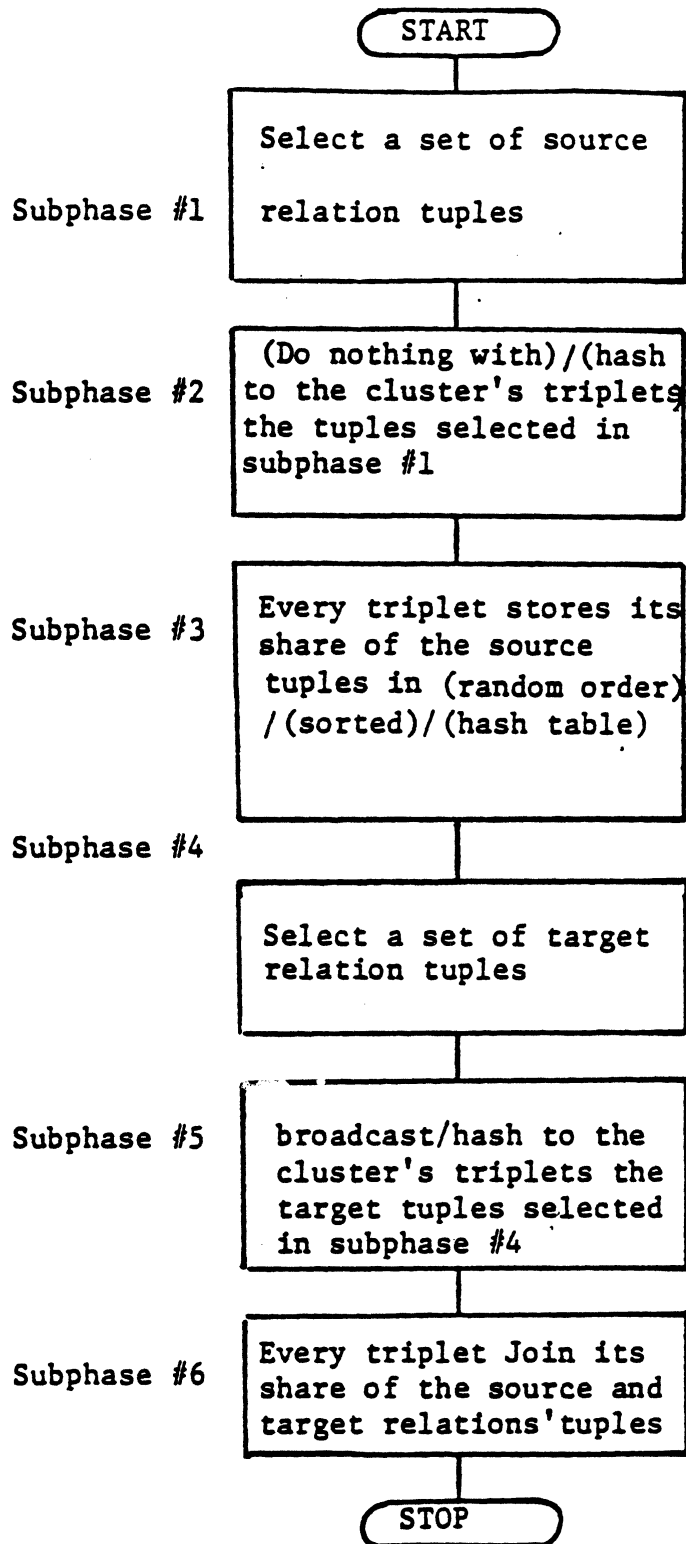 START
Subphase #1
Select a set of source
relation tuples
Subphase #2
(Do nothing with)/(hash
to the cluster's triplets)
the tuples selected in
subphase #1
Subphase #3
Every triplet stores its
share of the source
tuples in (random order)
/(sorted)/(hash table)
Subphase #4
Select a set of target
relation tuples
Subphase #5
broadcast/hash to the
cluster's triplets the
target tuples selected
in subphase #4
Subphase #6
Every triplet Join its
share of the source and
target relations'tuples
STOP